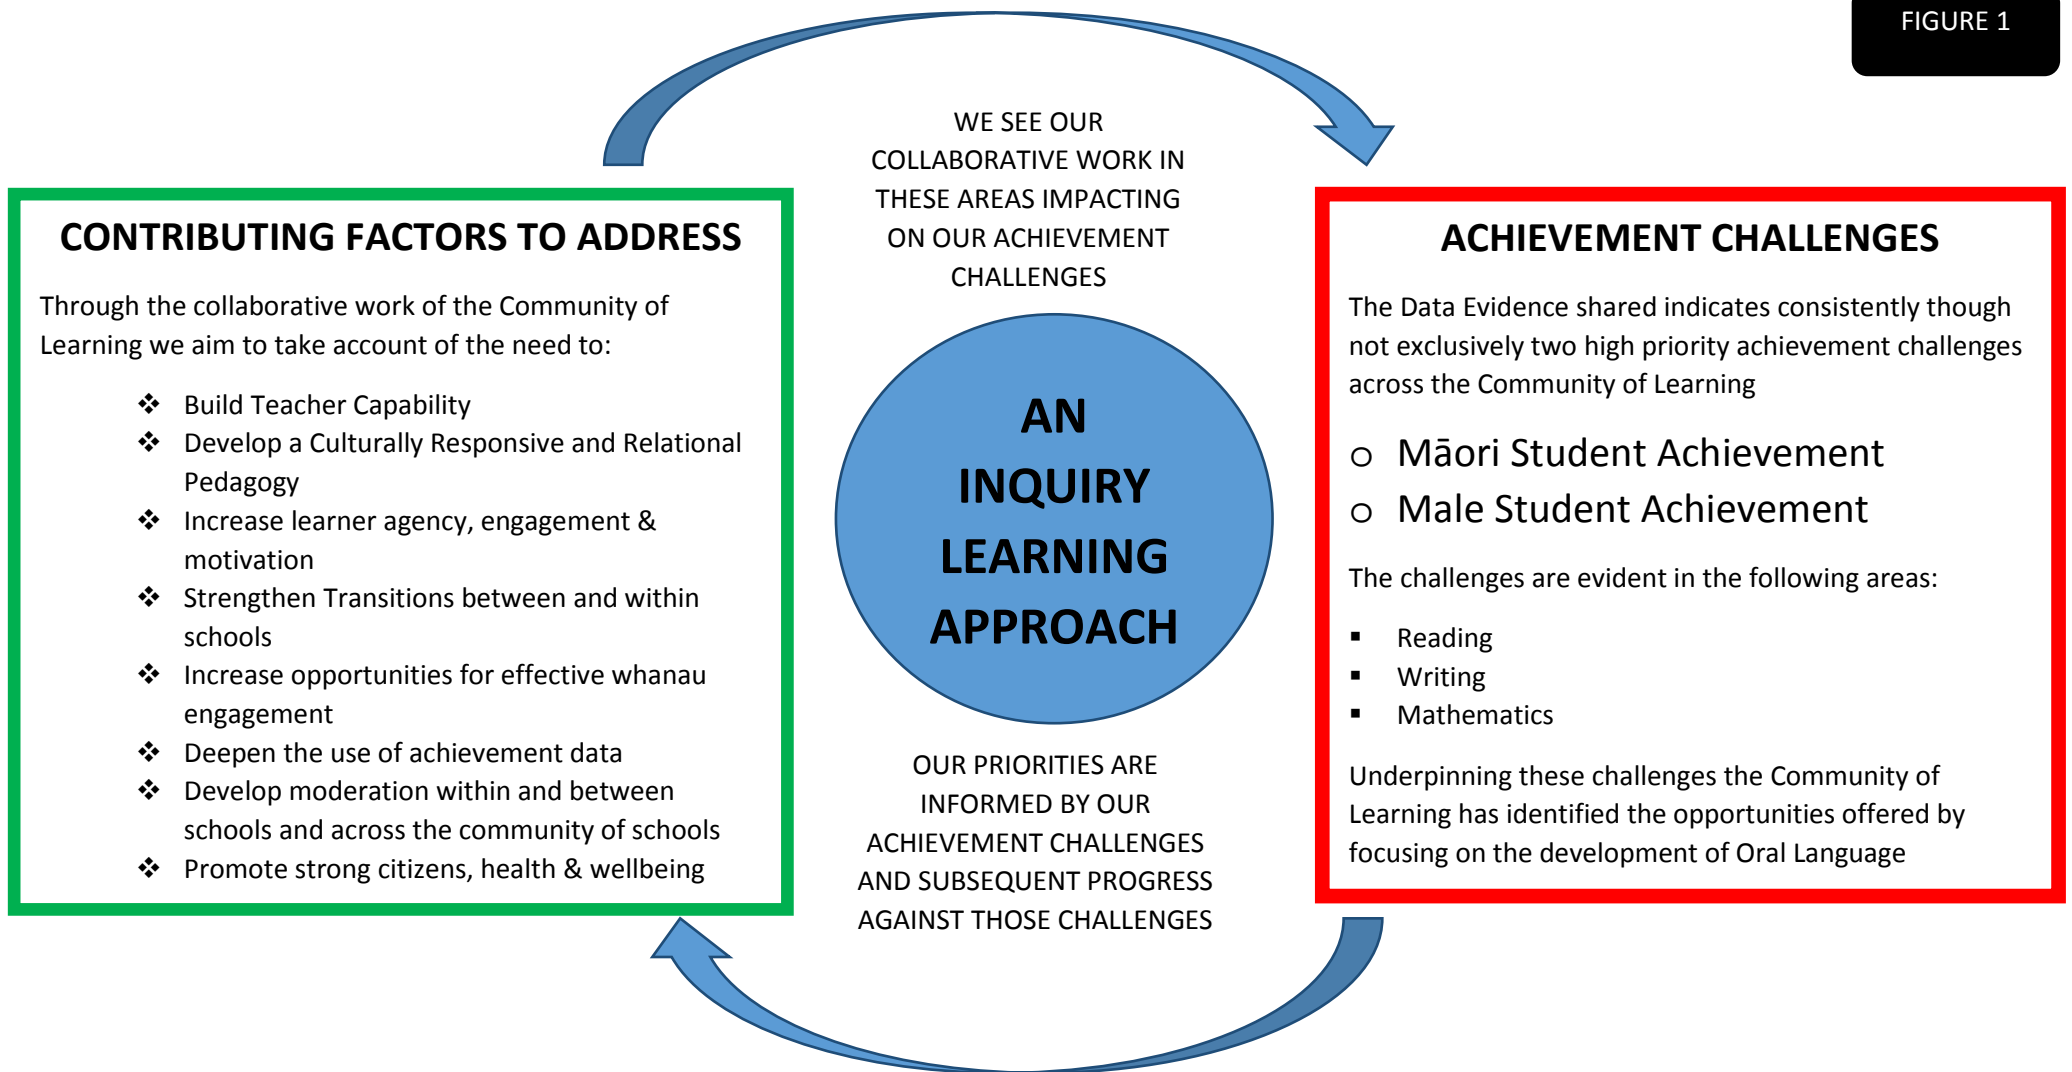 FIGURE 1
WE SEE OUR
COLLABORATIVE WORK IN
THESE AREAS IMPACTING
ON OUR ACHIEVEMENT
CHALLENGES
CONTRIBUTING FACTORS TO ADDRESS
Through the collaborative work of the Community of
Learning we aim to take account of the need to:
❖ Build Teacher Capability
❖ Develop a Culturally Responsive and Relational
Pedagogy
❖ Increase learner agency, engagement &
motivation
❖ Strengthen Transitions between and within
schools
❖ Increase opportunities for effective whanau
engagement
❖ Deepen the use of achievement data
❖ Develop moderation within and between
schools and across the community of schools
❖ Promote strong citizens, health & wellbeing
AN
INQUIRY
LEARNING
APPROACH
ACHIEVEMENT CHALLENGES
The Data Evidence shared indicates consistently though
not exclusively two high priority achievement challenges
across the Community of Learning
o Māori Student Achievement
o Male Student Achievement
The challenges are evident in the following areas:
▪ Reading
▪ Writing
▪ Mathematics
Underpinning these challenges the Community of
Learning has identified the opportunities offered by
focusing on the development of Oral Language
OUR PRIORITIES ARE
INFORMED BY OUR
ACHIEVEMENT CHALLENGES
AND SUBSEQUENT PROGRESS
AGAINST THOSE CHALLENGES